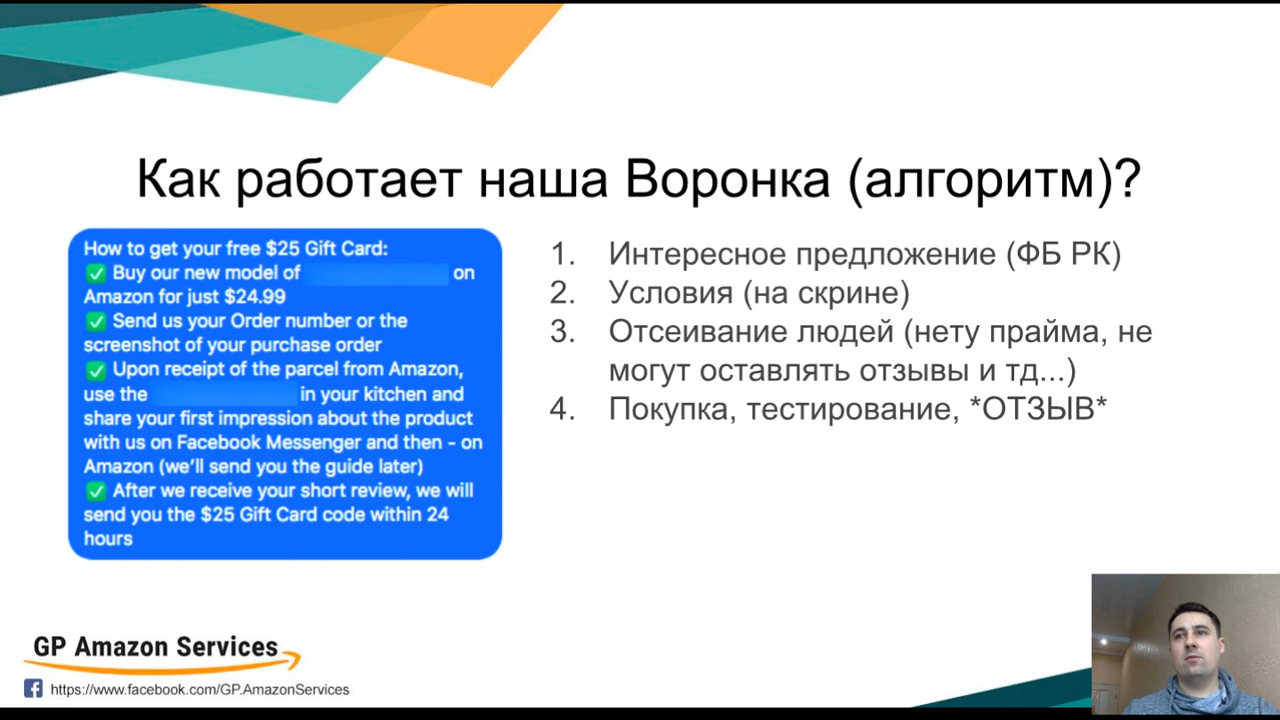 Как работает наша Воронка (алгоритм)?
How to get your free $25 Gift Card:
✅ Buy our new model of on
Amazon for just $24.99
✅ Send us your Order number or the
screenshot of your purchase order
✅ Upon receipt of the parcel from Amazon,
use the in your kitchen and
share your first impression about the product
with us on Facebook Messenger and then - on
Amazon (we'll send you the guide later)
✅ After we receive your short review, we will
send you the $25 Gift Card code within 24
hours
1. Интересное предложение (ФБ РК)
2. Условия (на скрине)
3. Отсеивание людей (нету прайма, не
могут оставлять отзывы и тд...)
4. Покупка, тестирование, *ОТЗЫВ*
GP Amazon Services
https://www.facebook.com/GP.AmazonServices